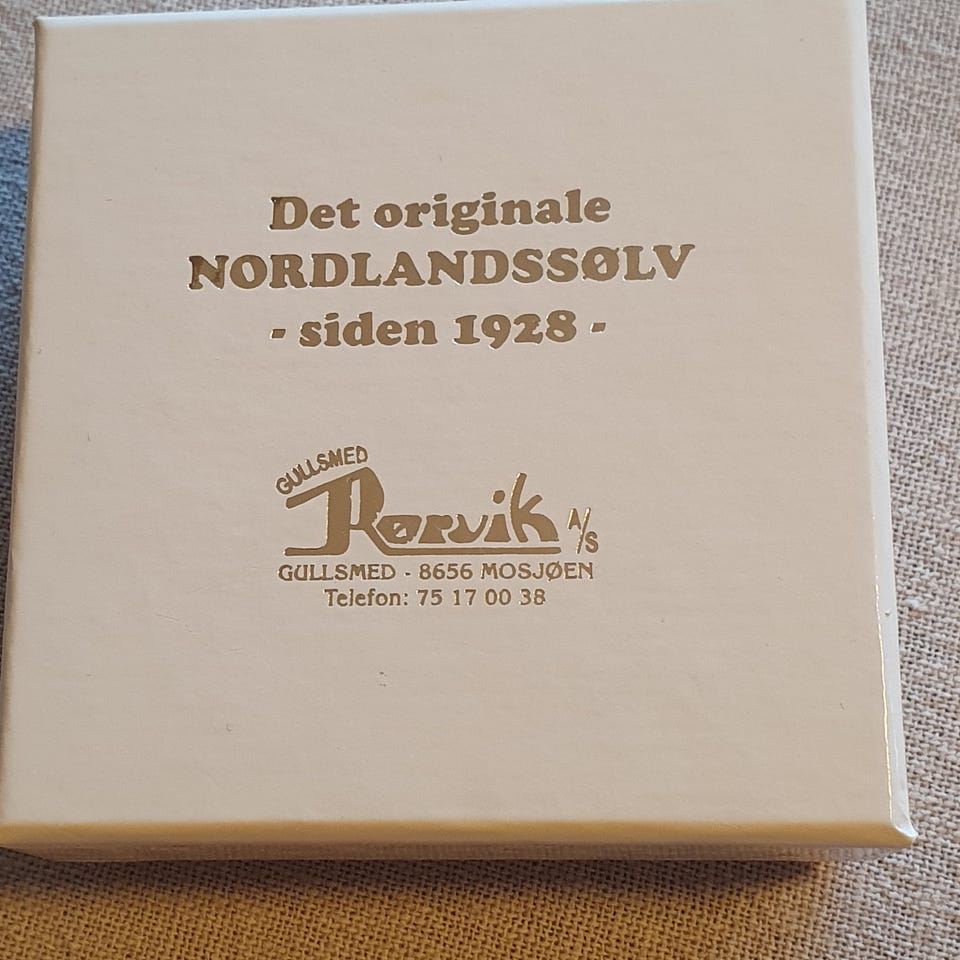 Det originale
NORDLANDSSØLV
- siden 1928 -
GULLSMED
Rørvik A/S
GULLSMED - 8656 MOSJØEN
Telefon: 75 17 00 38